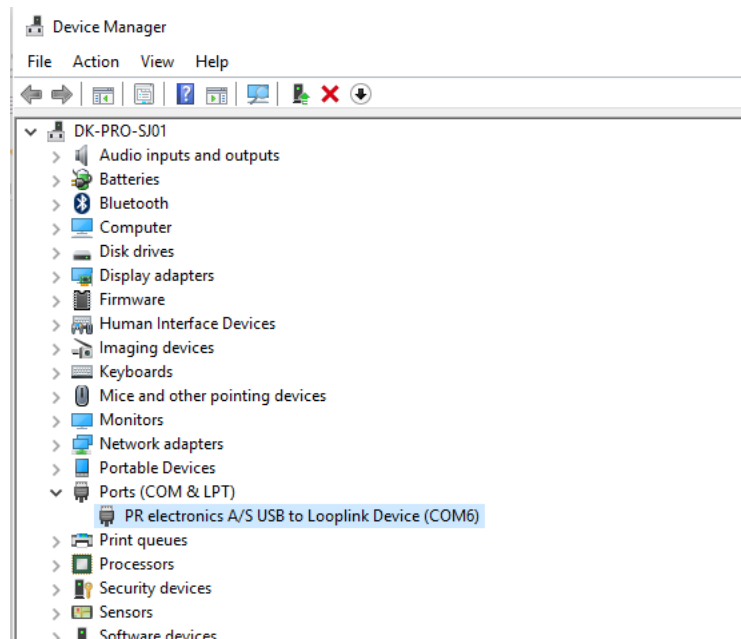 Device Manager
File Action View Help
DK-PRO-SJ01
Audio inputs and outputs
Batteries
Bluetooth
Computer
Disk drives
Display adapters
Firmware
Human Interface Devices
Imaging devices
Keyboards
Mice and other pointing devices
Monitors
Network adapters
Portable Devices
Ports (COM & LPT)
PR electronics A/S USB to Looplink Device (COM6)
Print queues
Processors
Security devices
Sensors
Software devices